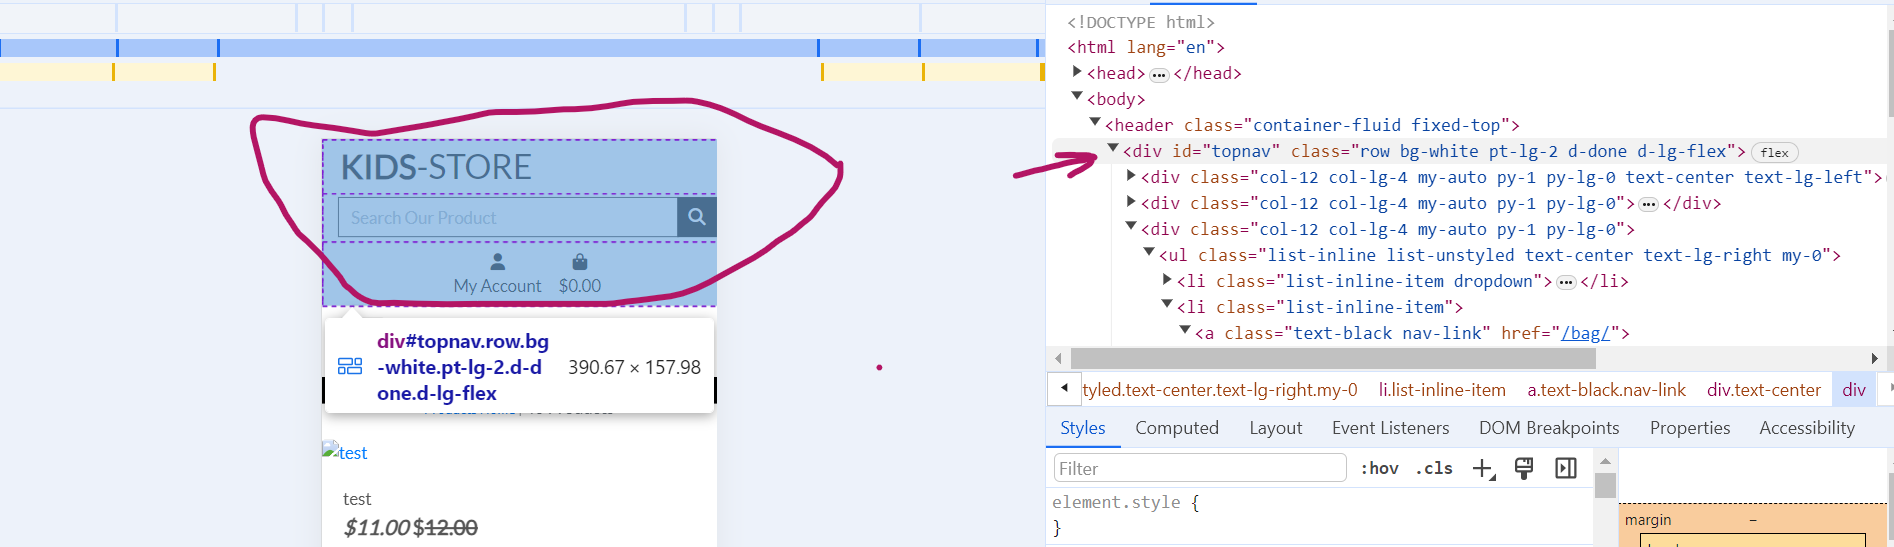 KIDS-STORE
Search Our Product
My Account $0.00
div#topnav.row.bg
-white.pt-lg-2.d-d
one.d-lg-flex
390.67 × 157.98
test
test
$11.00 $12.00
<!DOCTYPE html>
<html lang="en">
<head>…</head>
<body>
<header class="container-fluid fixed-top">
<div id="topnav" class="row bg-white pt-lg-2 d-done d-lg-flex"> flex
<div class="col-12 col-lg-4 my-auto py-1 py-lg-0 text-center text-lg-left">
<div class="col-12 col-lg-4 my-auto py-1 py-lg-0">…</div>
<div class="col-12 col-lg-4 my-auto py-1 py-lg-0">
<ul class="list-inline list-unstyled text-center text-lg-right my-0">
<li class="list-inline-item dropdown">…</li>
<li class="list-inline-item">
<a class="text-black nav-link" href="/bag/">
tyled.text-center.text-lg-right.my-0 li.list-inline-item a.text-black.nav-link div.text-center div
Styles Computed Layout Event Listeners DOM Breakpoints Properties Accessibility
Filter :hov .cls
element.style {
}
margin –